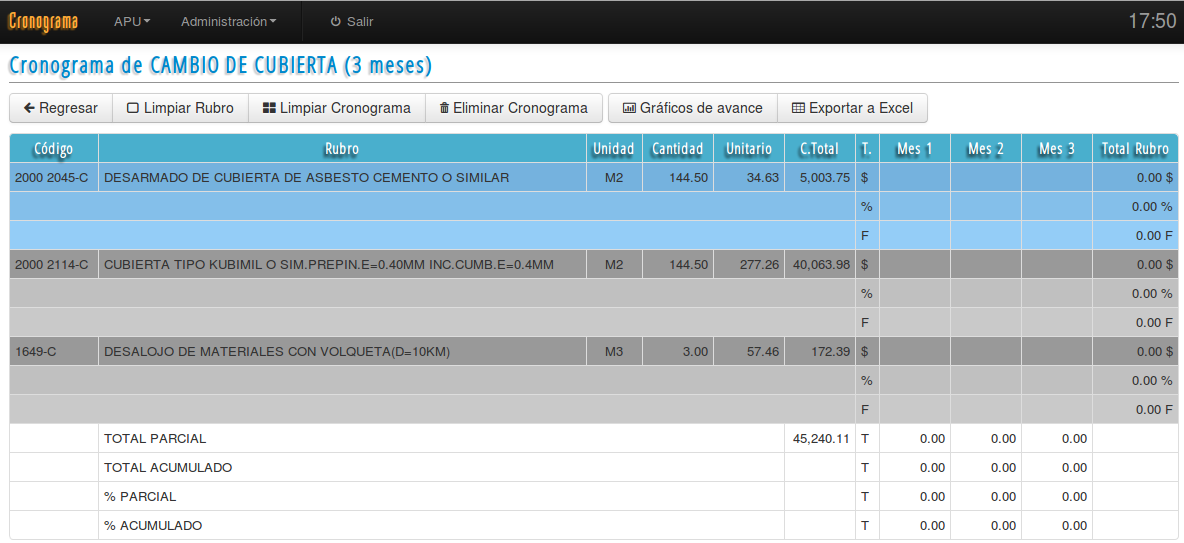 Cronograma APU Administración Salir 17:50
Cronograma de CAMBIO DE CUBIERTA (3 meses)
Regresar Limpiar Rubro Limpiar Cronograma Eliminar Cronograma Gráficos de avance Exportar a Excel
Código Rubro Unidad Cantidad Unitario C.Total T. Mes 1 Mes 2 Mes 3 Total Rubro
2000 2045-C DESARMADO DE CUBIERTA DE ASBESTO CEMENTO O SIMILAR M2 144.50 34.63 5,003.75 $ 0.00 $
% 0.00 %
F 0.00 F
2000 2114-C CUBIERTA TIPO KUBIMIL O SIM.PREPIN.E=0.40MM INC.CUMB.E=0.4MM M2 144.50 277.26 40,063.98 $ 0.00 $
% 0.00 %
F 0.00 F
1649-C DESALOJO DE MATERIALES CON VOLQUETA(D=10KM) M3 3.00 57.46 172.39 $ 0.00 $
% 0.00 %
F 0.00 F
TOTAL PARCIAL 45,240.11 T 0.00 0.00 0.00
TOTAL ACUMULADO T 0.00 0.00 0.00
% PARCIAL T 0.00 0.00 0.00
% ACUMULADO T 0.00 0.00 0.00